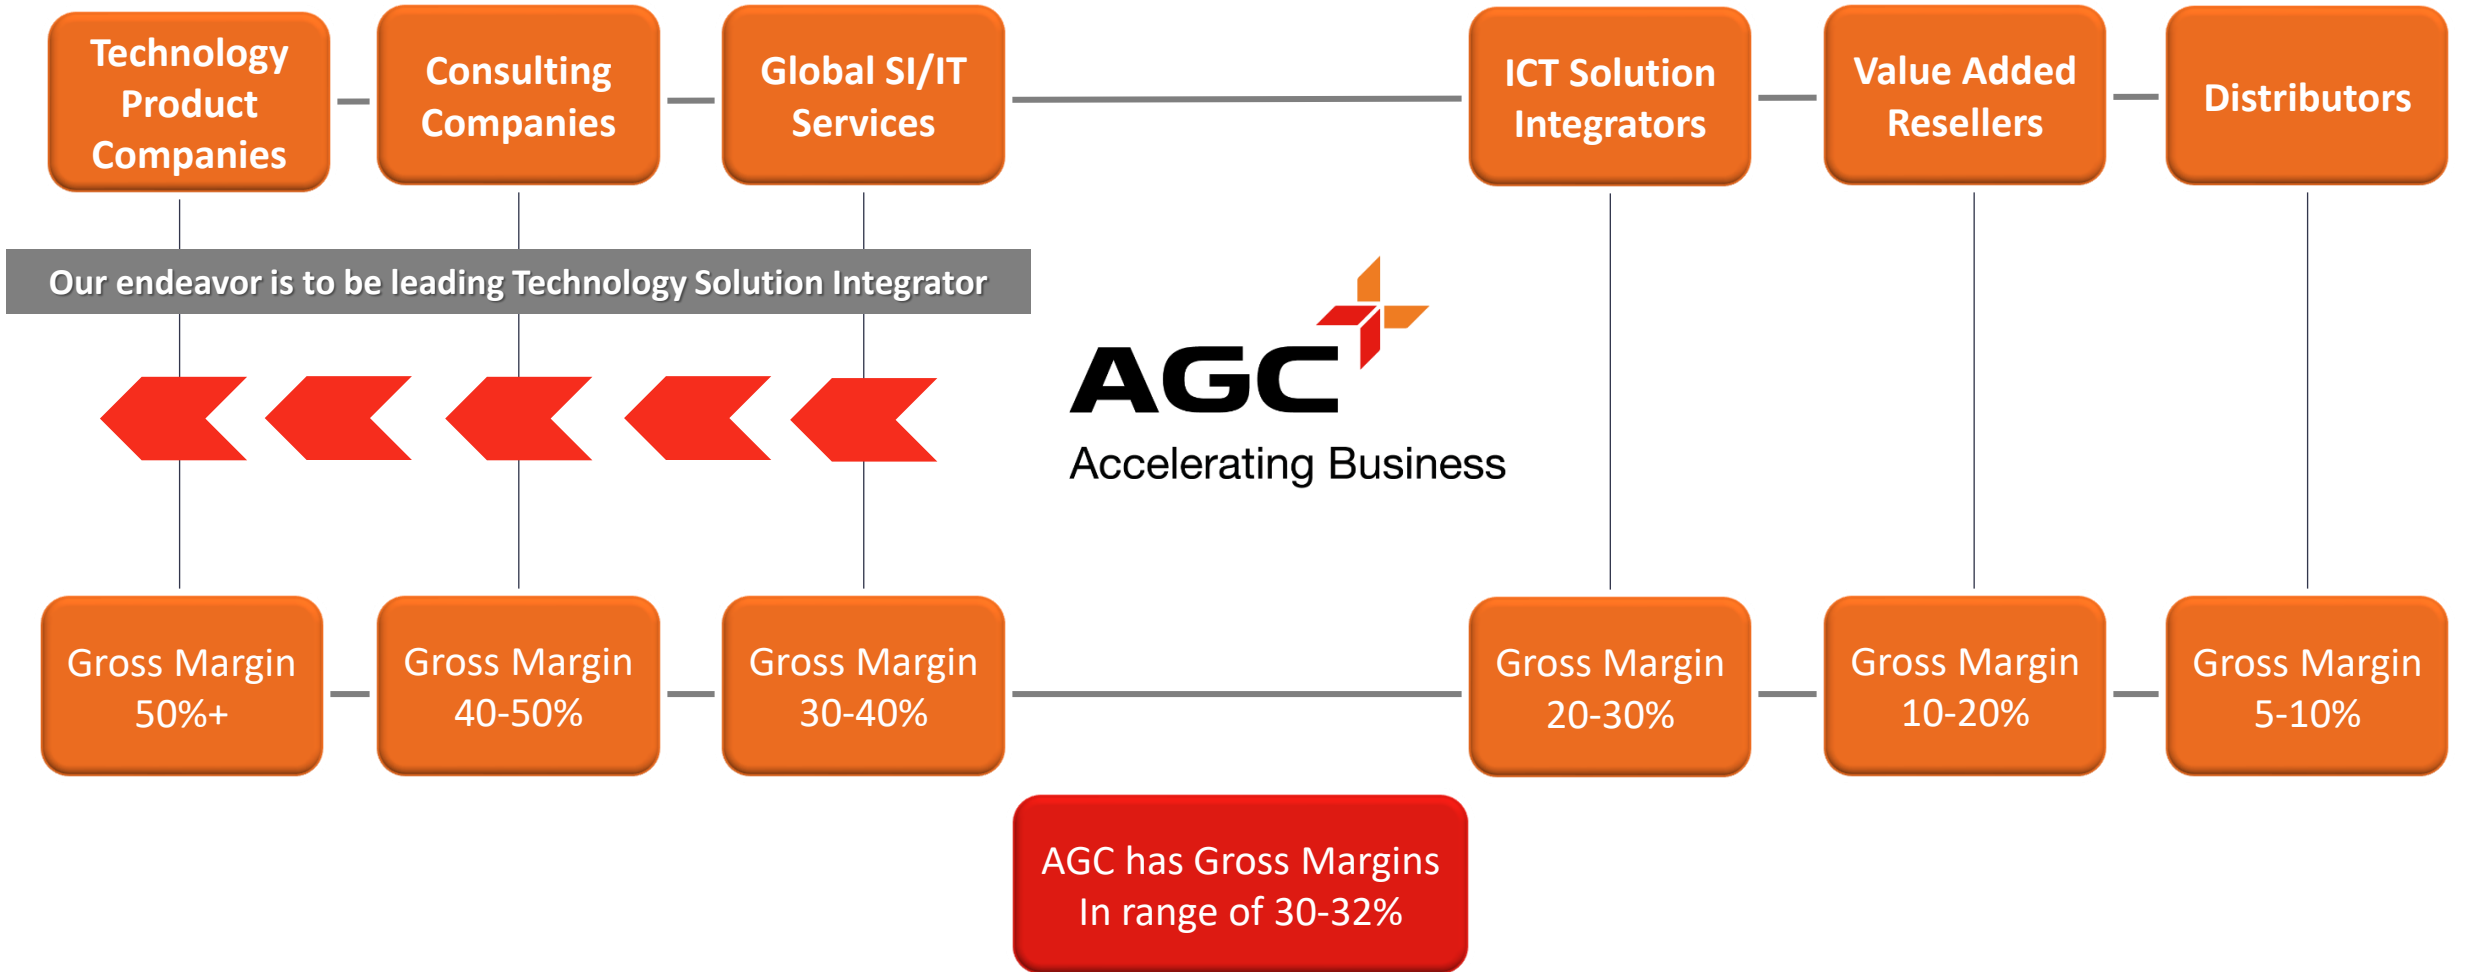 Technology
Product
Companies
Consulting
Companies
Global SI/IT
Services
ICT Solution
Integrators
Value Added
Resellers
Distributors
Our endeavor is to be leading Technology Solution Integrator
AGC
Accelerating Business
Gross Margin
50%+
Gross Margin
40-50%
Gross Margin
30-40%
Gross Margin
20-30%
Gross Margin
10-20%
Gross Margin
5-10%
AGC has Gross Margins
In range of 30-32%